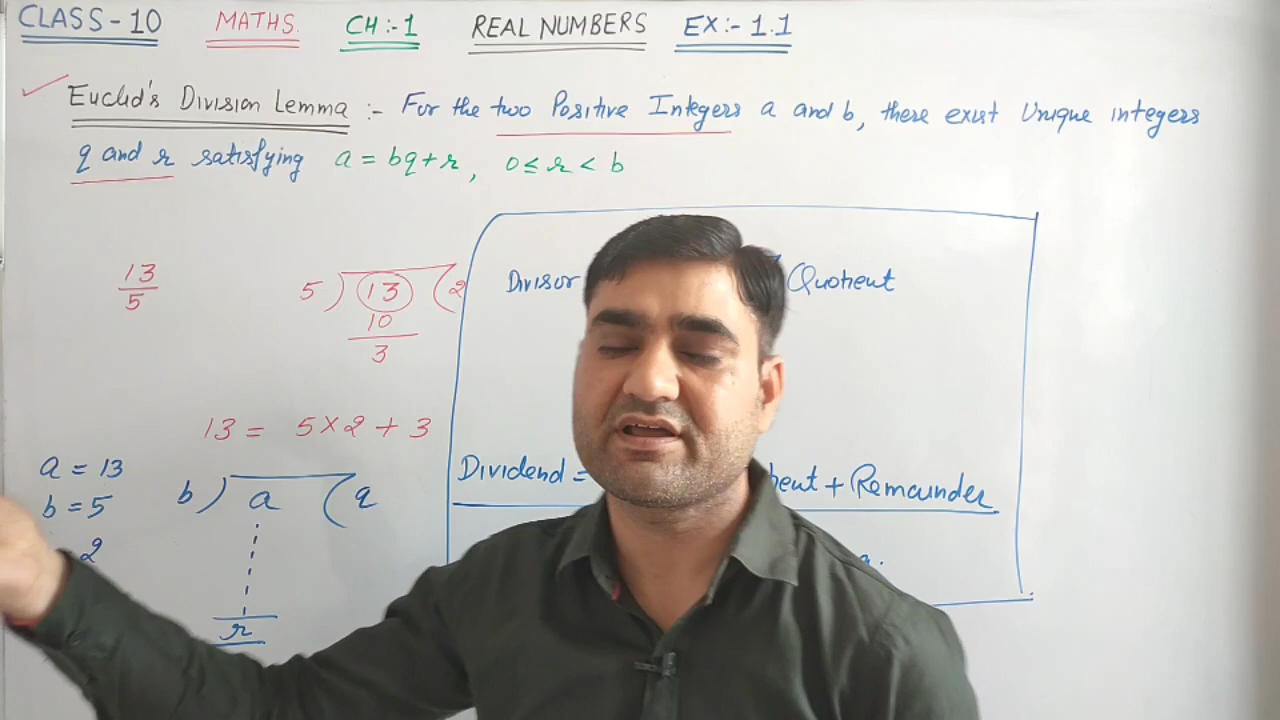 CLASS-10 MATHS. CH:-1 REAL NUMBERS EX:- 1.1
Euclid's Division Lemma :- For the two Positive Integers a and b, there exist Unique integers
q and r satisfying a = bq+r, 0≤r<b
13
5
5) 13 (2
10
3
13 = 5×2+3
a = 13
b = 5
2
b) a (q
r
Divisor Quotient
Dividend = + Remainder